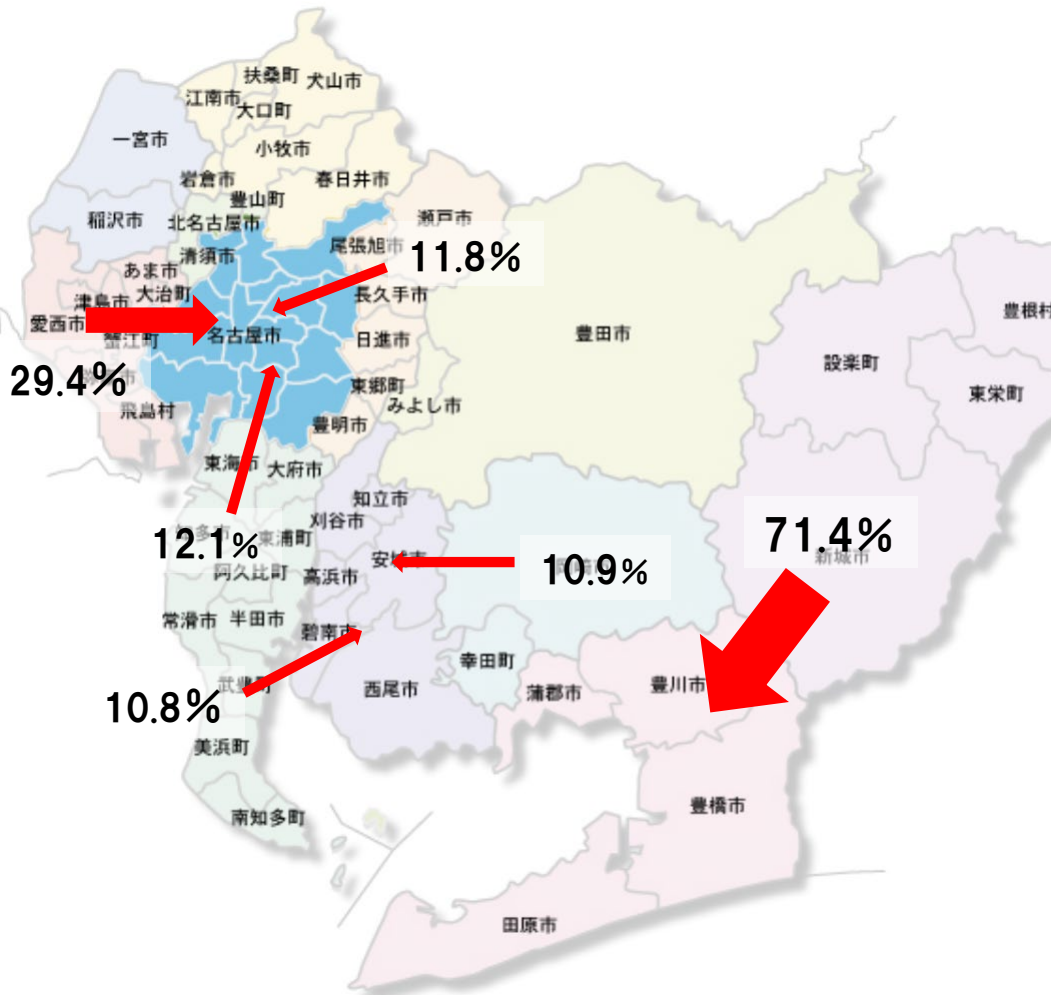 扶桑町
犬山市
江南市
大口町
一宮市
小牧市
岩倉市
春日井市
豊山町
稲沢市
北名古屋市
瀬戸市
尾張旭市
清須市
11.8%
あま市
津島市
大治町
長久手市
愛西市
名古屋市
日進市
豊田市
豊根村
蟹江町
設楽町
29.4%
東郷町
みよし市
東栄町
飛島村
豊明市
東海市
大府市
知立市
刈谷市
71.4%
東浦町
12.1%
安城市
新城市
10.9%
阿久比町
高浜市
常滑市
半田市
碧南市
幸田町
豊川市
武豊町
西尾市
蒲郡市
10.8%
美浜町
豊橋市
南知多町
田原市